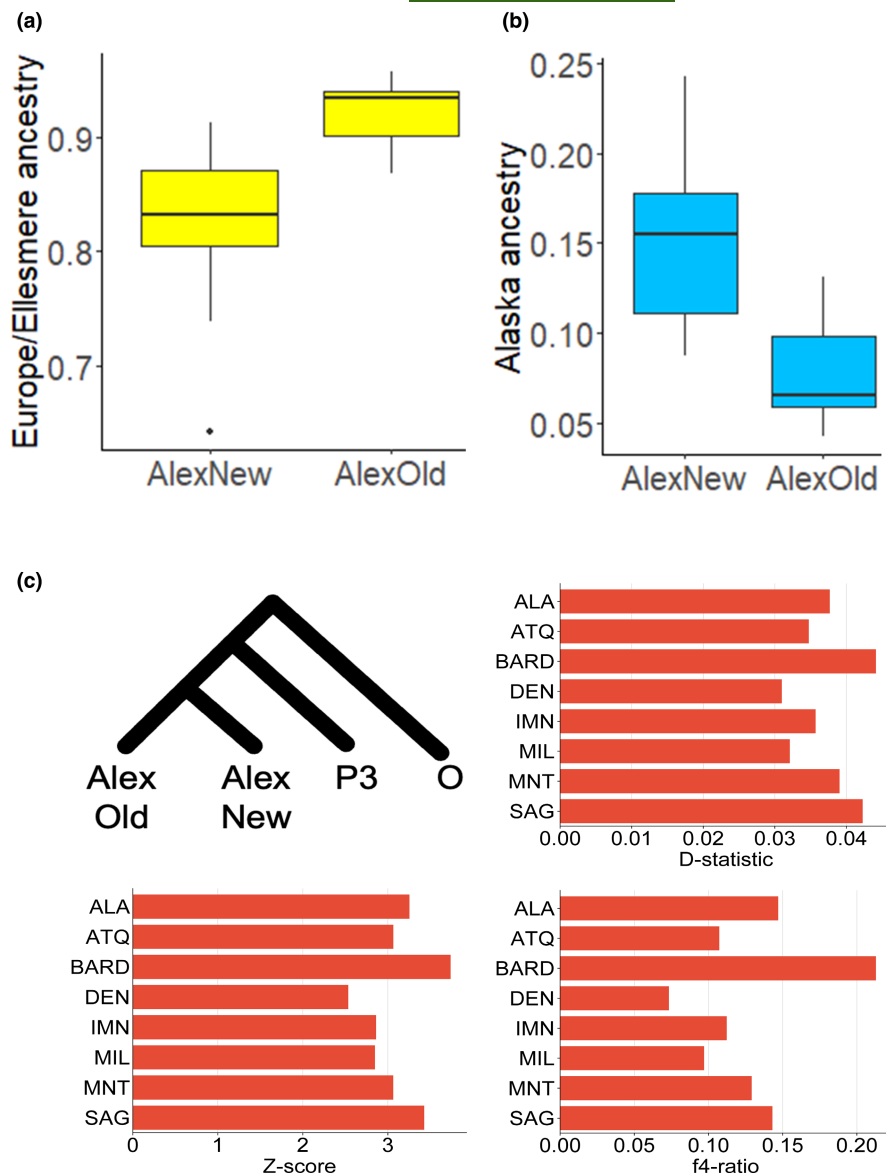 (a)
Europe/Ellesmere ancestry
0.9
0.8
0.7
AlexNew AlexOld
(b)
Alaska ancestry
0.25
0.20
0.15
0.10
0.05
AlexNew AlexOld
(c)
Alex Old
Alex New
P3
O
ALA
ATQ
BARD
DEN
IMN
MIL
MNT
SAG
0.00 0.01 0.02 0.03 0.04
D-statistic
ALA
ATQ
BARD
DEN
IMN
MIL
MNT
SAG
0 1 2 3
Z-score
ALA
ATQ
BARD
DEN
IMN
MIL
MNT
SAG
0.00 0.05 0.10 0.15 0.20
f4-ratio